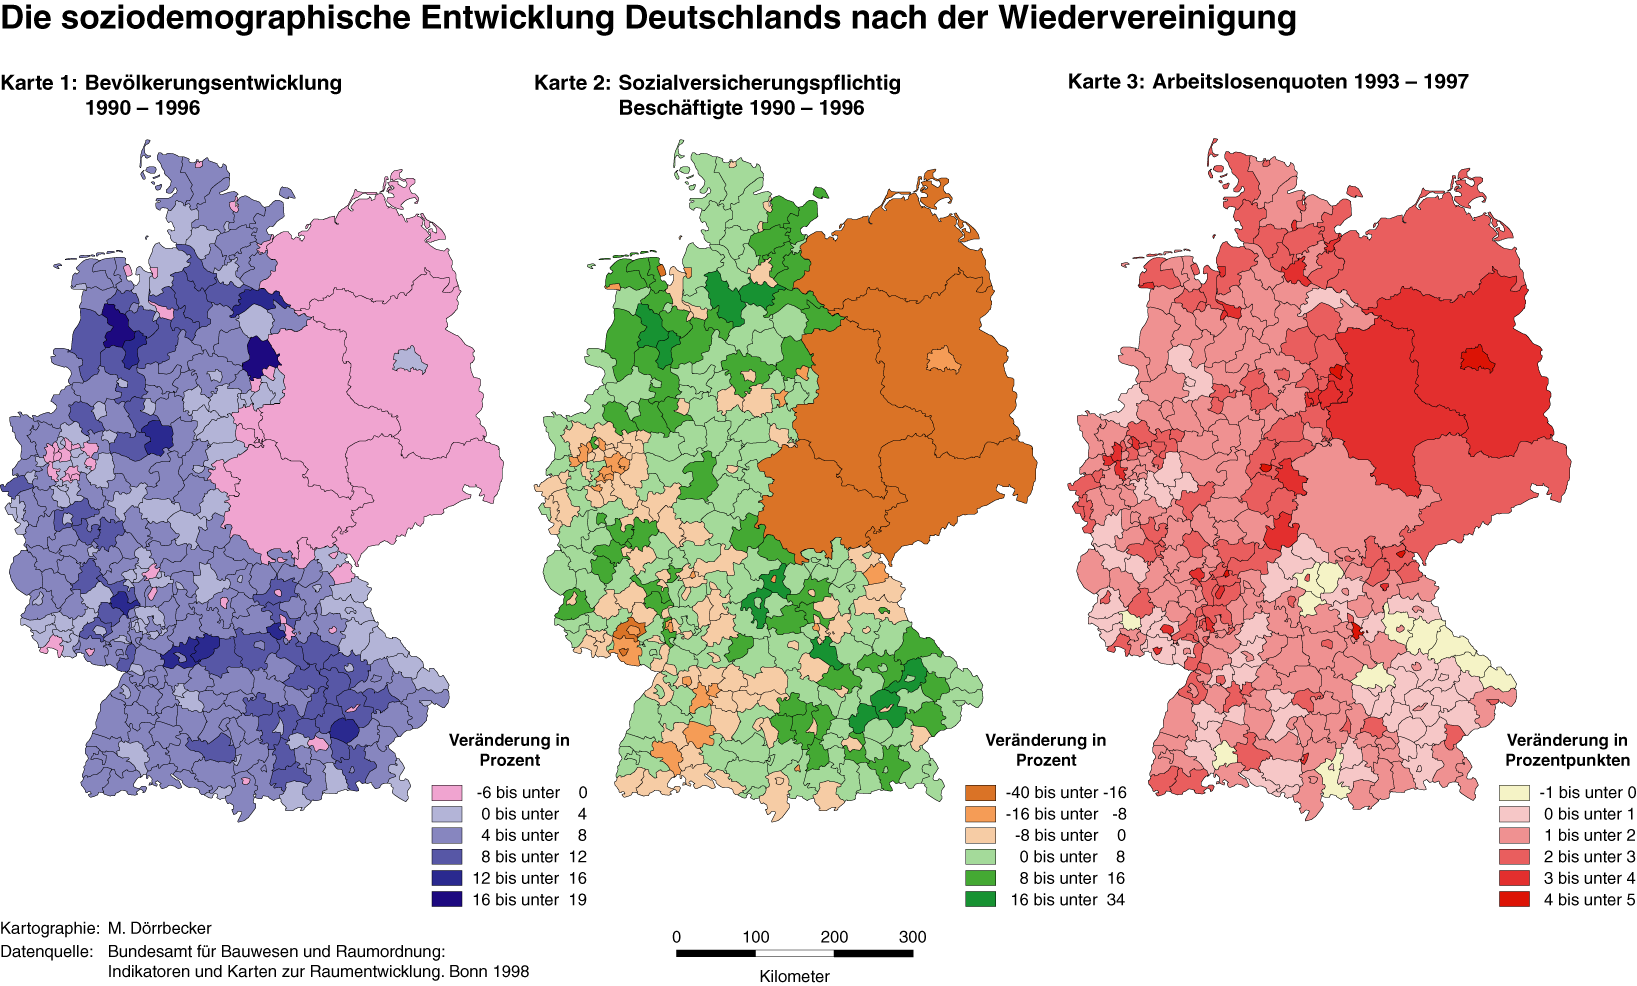 Die soziodemographische Entwicklung Deutschlands nach der Wiedervereinigung
Karte 1: Bevölkerungsentwicklung
1990 – 1996
Karte 2: Sozialversicherungspflichtig
Beschäftigte 1990 – 1996
Karte 3: Arbeitslosenquoten 1993 – 1997
Veränderung in
Prozent
-6 bis unter 0
0 bis unter 4
4 bis unter 8
8 bis unter 12
12 bis unter 16
16 bis unter 19
Veränderung in
Prozent
-40 bis unter -16
-16 bis unter -8
-8 bis unter 0
0 bis unter 8
8 bis unter 16
16 bis unter 34
Veränderung in
Prozentpunkten
-1 bis unter 0
0 bis unter 1
1 bis unter 2
2 bis unter 3
3 bis unter 4
4 bis unter 5
Kartographie: M. Dörrbecker
Datenquelle: Bundesamt für Bauwesen und Raumordnung:
Indikatoren und Karten zur Raumentwicklung. Bonn 1998
0 100 200 300
Kilometer